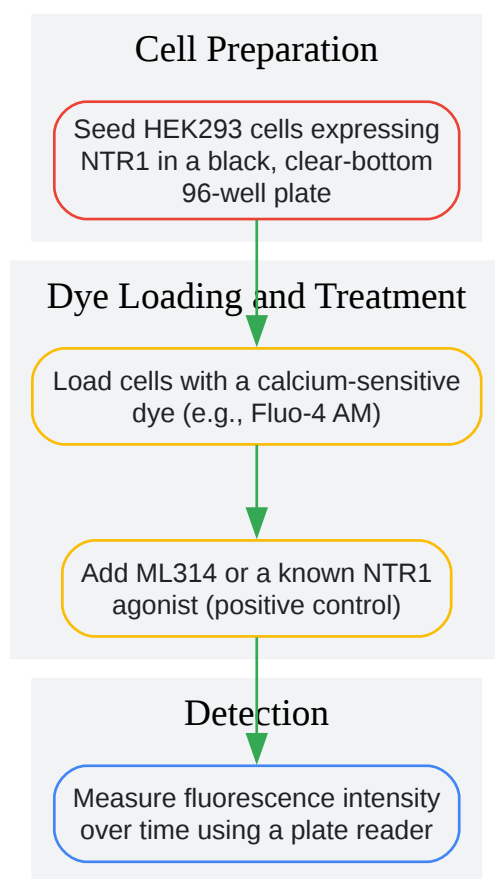 Cell Preparation
Seed HEK293 cells expressing
NTR1 in a black, clear-bottom
96-well plate
Dye Loading and Treatment
Load cells with a calcium-sensitive
dye (e.g., Fluo-4 AM)
Add ML314 or a known NTR1
agonist (positive control)
Detection
Measure fluorescence intensity
over time using a plate reader